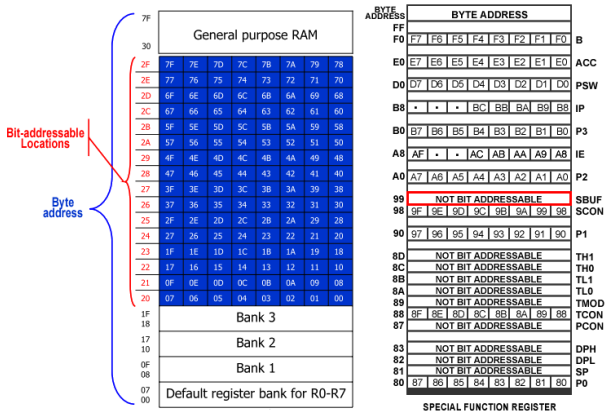 7F
General purpose RAM
30
2F 7F 7E 7D 7C 7B 7A 79 78
2E 77 76 75 74 73 72 71 70
2D 6F 6E 6D 6C 6B 6A 69 68
2C 67 66 65 64 63 62 61 60
2B 5F 5E 5D 5C 5B 5A 59 58
2A 57 56 55 54 53 52 51 50
29 4F 4E 4D 4C 4B 4A 49 48
28 47 46 45 44 43 42 41 40
27 3F 3E 3D 3C 3B 3A 39 38
26 37 36 35 34 33 32 31 30
25 2F 2E 2D 2C 2B 2A 29 28
24 27 26 25 24 23 22 21 20
23 1F 1E 1D 1C 1B 1A 19 18
22 17 16 15 14 13 12 11 10
21 0F 0E 0D 0C 0B 0A 09 08
20 07 06 05 04 03 02 01 00
1F
Bank 3
18
17
Bank 2
10
0F
Bank 1
08
07
Default register bank for R0-R7
00
Bit-addressable
Locations
Byte
address
BYTE
ADDRESS
BYTE ADDRESS
FF
F0 F7 F6 F5 F4 F3 F2 F1 F0 B
E0 E7 E6 E5 E4 E3 E2 E1 E0 ACC
D0 D7 D6 D5 D4 D3 D2 D1 D0 PSW
B8 - - - BC BB BA B9 B8 IP
B0 B7 B6 B5 B4 B3 B2 B1 B0 P3
A8 AF - - AC AB AA A9 A8 IE
A0 A7 A6 A5 A4 A3 A2 A1 A0 P2
99 NOT BIT ADDRESSABLE SBUF
98 9F 9E 9D 9C 9B 9A 99 98 SCON
90 97 96 95 94 93 92 91 90 P1
8D NOT BIT ADDRESSABLE TH1
8C NOT BIT ADDRESSABLE TH0
8B NOT BIT ADDRESSABLE TL1
8A NOT BIT ADDRESSABLE TL0
89 NOT BIT ADDRESSABLE TMOD
88 8F 8E 8D 8C 8B 8A 89 88 TCON
87 NOT BIT ADDRESSABLE PCON
83 NOT BIT ADDRESSABLE DPH
82 NOT BIT ADDRESSABLE DPL
81 NOT BIT ADDRESSABLE SP
80 87 86 85 84 83 82 81 80 P0
SPECIAL FUNCTION REGISTER